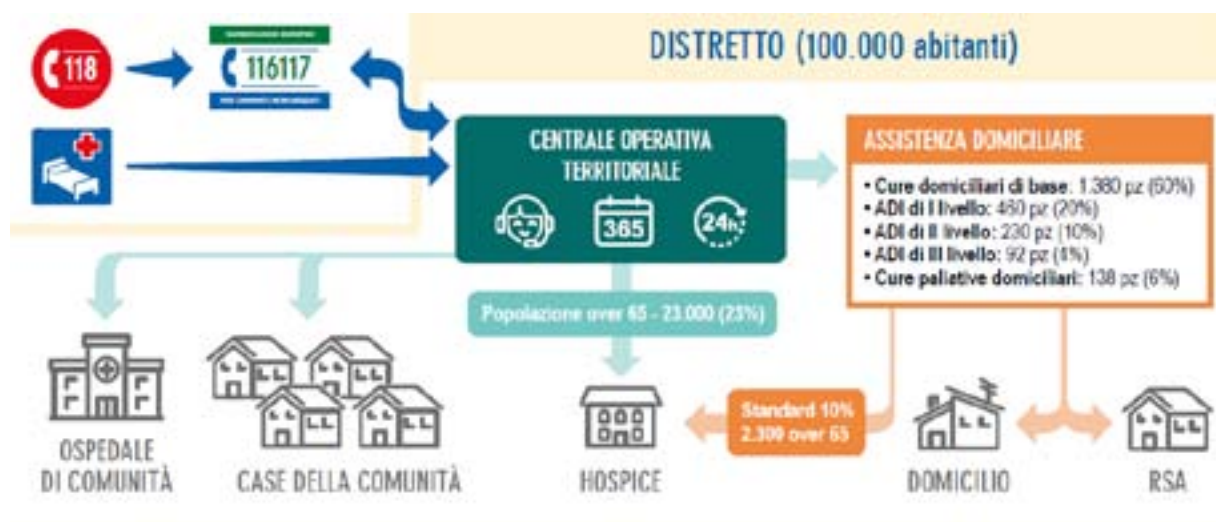 DISTRETTO (100.000 abitanti)
118
116117
CENTRALE OPERATIVA
TERRITORIALE
365
24h
ASSISTENZA DOMICILIARE
• Cure domiciliari di base: 1.380 pz (60%)
• ADI di I livello: 460 pz (20%)
• ADI di II livello: 230 pz (10%)
• ADI di III livello: 92 pz (4%)
• Cure paliative domiciliari: 138 pz (6%)
Popolazione over 65 - 23.000 (23%)
Standard 10%
2.300 over 65
OSPEDALE
DI COMUNITÀ
CASE DELLA COMUNITÀ
HOSPICE
DOMICILIO
RSA